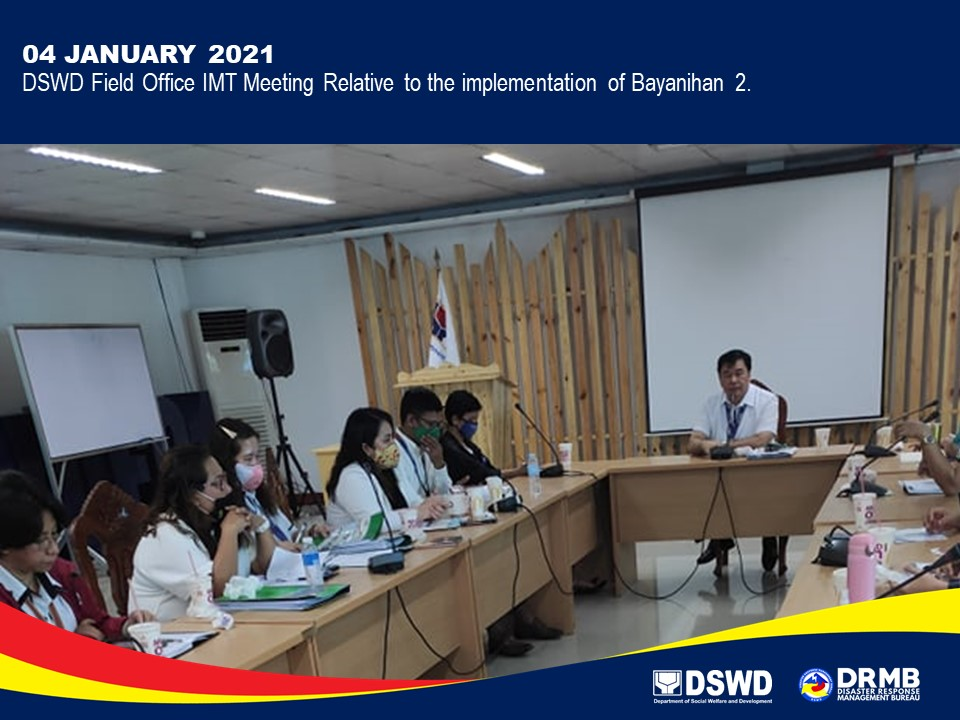 04 JANUARY 2021
DSWD Field Office IMT Meeting Relative to the implementation of Bayanihan 2.
DSWD
Department of Social Welfare and Development
DRMB
DISASTER RESPONSE
MANAGEMENT BUREAU